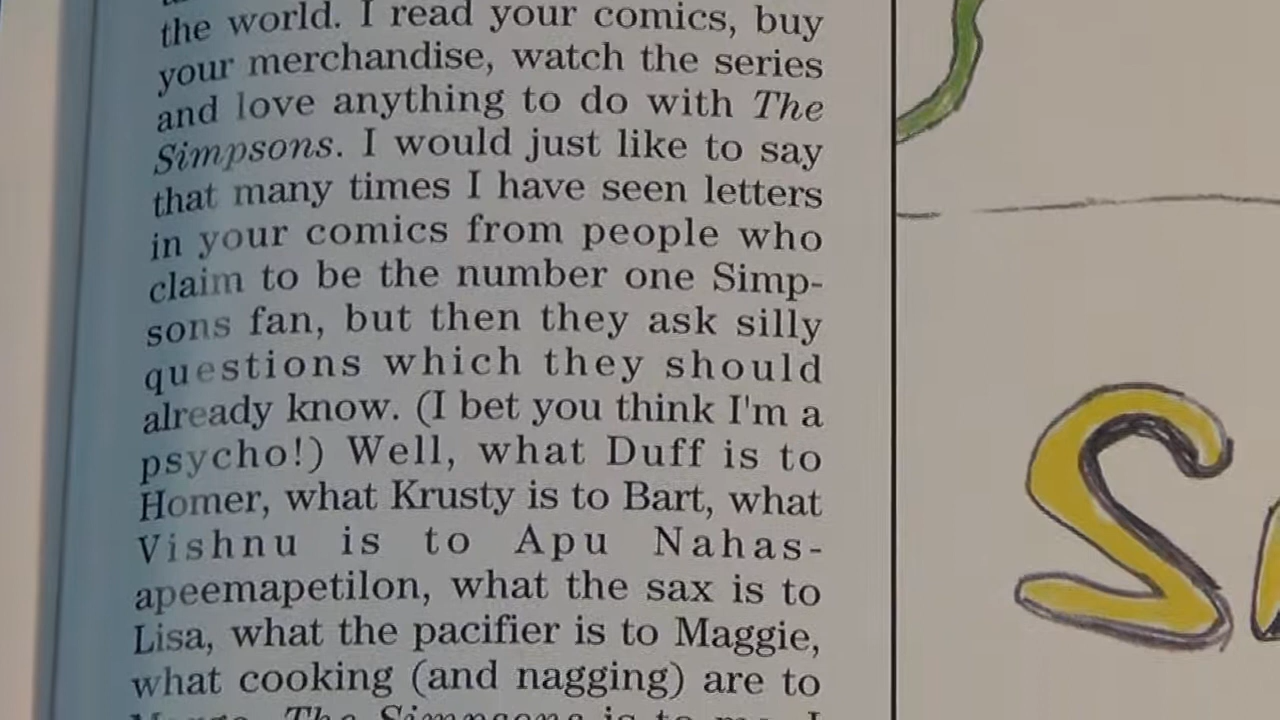 the world. I read your comics, buy
your merchandise, watch the series
and love anything to do with The
Simpsons. I would just like to say
that many times I have seen letters
in your comics from people who
claim to be the number one Simp-
sons fan, but then they ask silly
questions which they should
already know. (I bet you think I'm a
psycho!) Well, what Duff is to
Homer, what Krusty is to Bart, what
Vishnu is to Apu Nahas-
apeemapetilon, what the sax is to
Lisa, what the pacifier is to Maggie,
what cooking (and nagging) are to
The Simpsons is to me. I
S